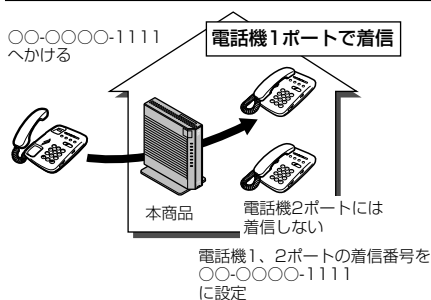 ○○-○○○○-1111
へかける
電話機1ポートで着信
本商品
電話機2ポートには
着信しない
電話機1、2ポートの着信番号を
○○-○○○○-1111
に設定